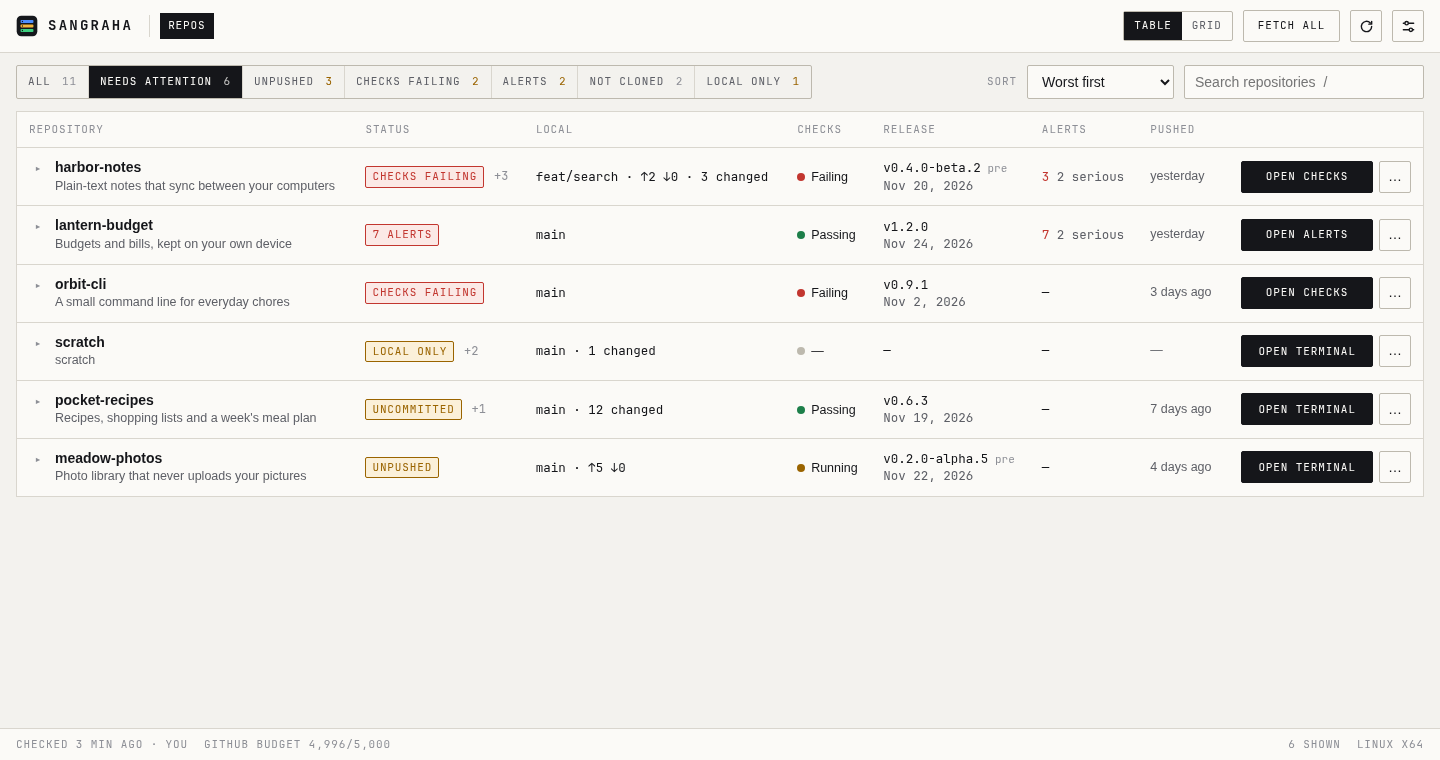 SANGRAHA REPOS TABLE GRID FETCH ALL
ALL 11 NEEDS ATTENTION 6 UNPUSHED 3 CHECKS FAILING 2 ALERTS 2 NOT CLONED 2 LOCAL ONLY 1 SORT Worst first Search repositories /
REPOSITORY STATUS LOCAL CHECKS RELEASE ALERTS PUSHED
harbor-notes CHECKS FAILING +3 feat/search · ↑2 ↓0 · 3 changed Failing v0.4.0-beta.2 pre 3 2 serious yesterday OPEN CHECKS ...
Plain-text notes that sync between your computers Nov 20, 2026
lantern-budget 7 ALERTS main Passing v1.2.0 7 2 serious yesterday OPEN ALERTS ...
Budgets and bills, kept on your own device Nov 24, 2026
orbit-cli CHECKS FAILING main Failing v0.9.1 — 3 days ago OPEN CHECKS ...
A small command line for everyday chores Nov 2, 2026
scratch LOCAL ONLY +2 main · 1 changed — — — — OPEN TERMINAL ...
scratch
pocket-recipes UNCOMMITTED +1 main · 12 changed Passing v0.6.3 — 7 days ago OPEN TERMINAL ...
Recipes, shopping lists and a week's meal plan Nov 19, 2026
meadow-photos UNPUSHED main · ↑5 ↓0 Running v0.2.0-alpha.5 pre — 4 days ago OPEN TERMINAL ...
Photo library that never uploads your pictures Nov 22, 2026
CHECKED 3 MIN AGO · YOU GITHUB BUDGET 4,996/5,000 6 SHOWN LINUX X64